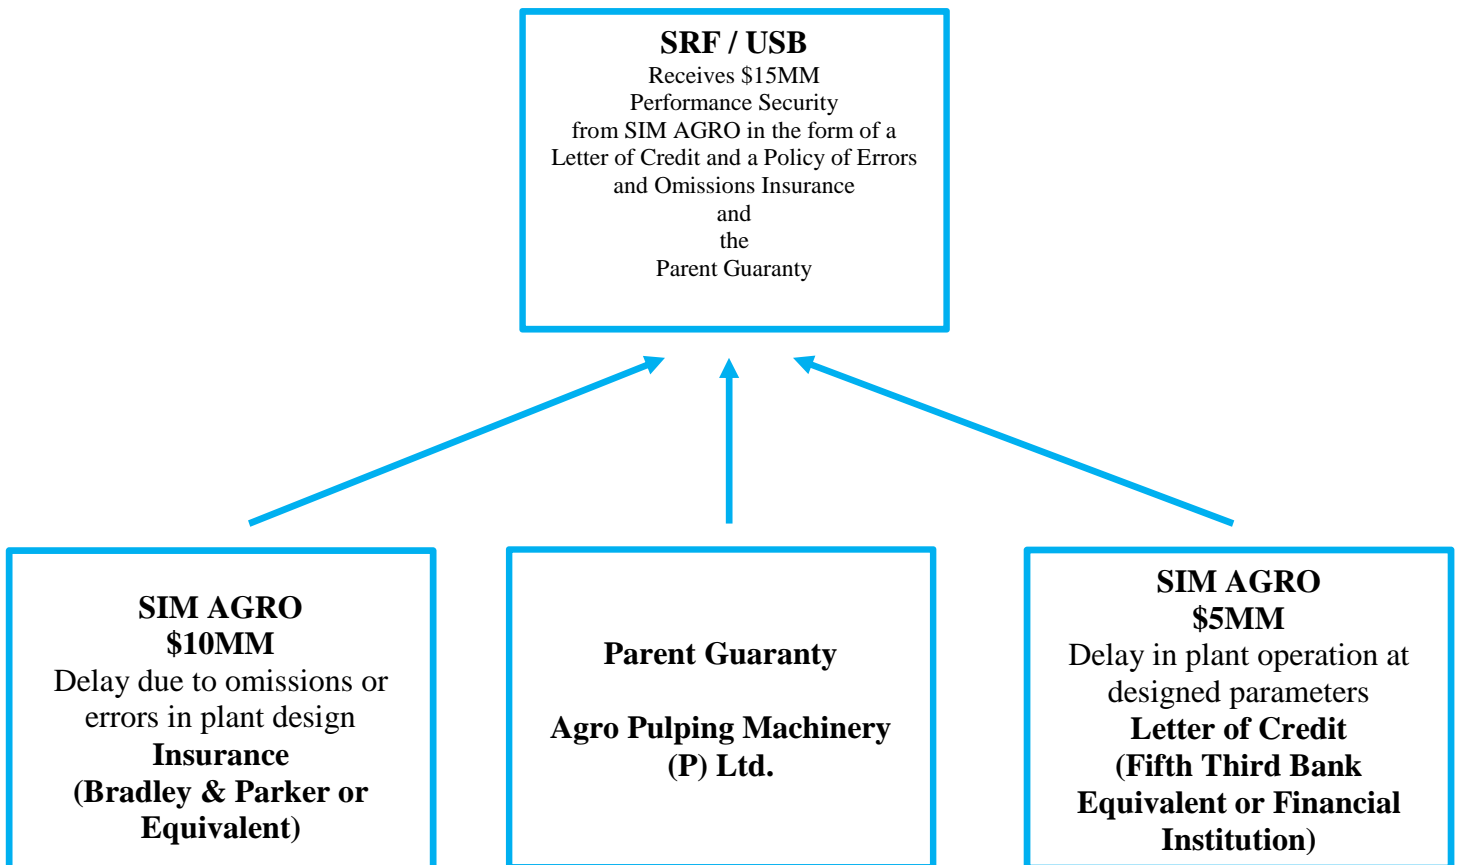 SRF / USB
Receives $15MM
Performance Security
from SIM AGRO in the form of a
Letter of Credit and a Policy of Errors
and Omissions Insurance
and
the
Parent Guaranty
SIM AGRO
$10MM
Delay due to omissions or
errors in plant design
Insurance
(Bradley & Parker or
Equivalent)
Parent Guaranty
Agro Pulping Machinery
(P) Ltd.
SIM AGRO
$5MM
Delay in plant operation at
designed parameters
Letter of Credit
(Fifth Third Bank
Equivalent or Financial
Institution)